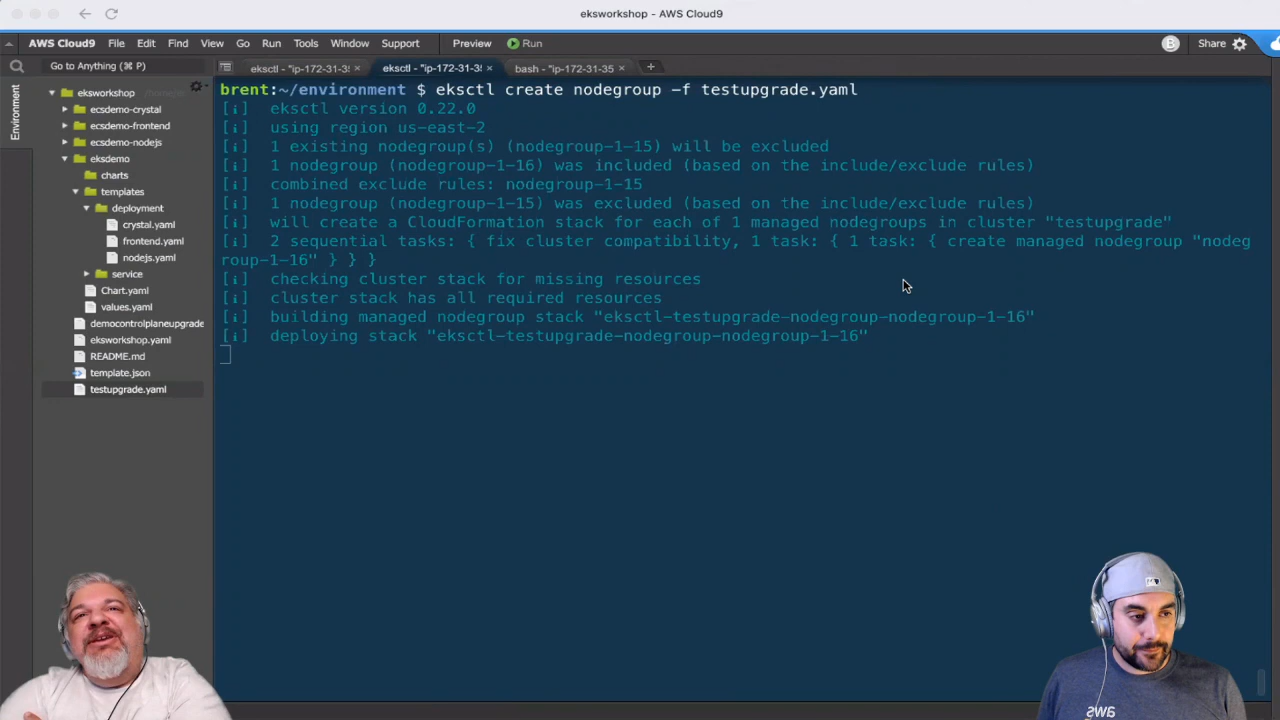 eksworkshop - AWS Cloud9
AWS Cloud9 File Edit Find View Go Run Tools Window Support Preview Run B Share
Go to Anything (⌘ P)
eksctl - "ip-172-31-35 × eksctl - "ip-172-31-35 × bash - "ip-172-31-35 ×
Environment
eksworkshop
ecsdemo-crystal
ecsdemo-frontend
ecsdemo-nodejs
eksdemo
charts
templates
deployment
crystal.yaml
frontend.yaml
nodejs.yaml
service
Chart.yaml
values.yaml
democontrolplaneupgrade
eksworkshop.yaml
README.md
template.json
testupgrade.yaml
brent:~/environment $ eksctl create nodegroup -f testupgrade.yaml
[ℹ]  eksctl version 0.22.0
[ℹ]  using region us-east-2
[ℹ]  1 existing nodegroup(s) (nodegroup-1-15) will be excluded
[ℹ]  1 nodegroup (nodegroup-1-16) was included (based on the include/exclude rules)
[ℹ]  combined exclude rules: nodegroup-1-15
[ℹ]  1 nodegroup (nodegroup-1-15) was excluded (based on the include/exclude rules)
[ℹ]  will create a CloudFormation stack for each of 1 managed nodegroups in cluster "testupgrade"
[ℹ]  2 sequential tasks: { fix cluster compatibility, 1 task: { 1 task: { create managed nodegroup "nodeg
roup-1-16" } } }
[ℹ]  checking cluster stack for missing resources
[ℹ]  cluster stack has all required resources
[ℹ]  building managed nodegroup stack "eksctl-testupgrade-nodegroup-nodegroup-1-16"
[ℹ]  deploying stack "eksctl-testupgrade-nodegroup-nodegroup-1-16"
aws